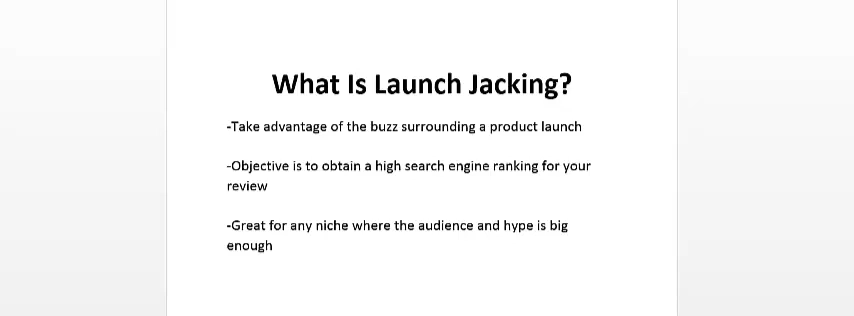 What Is Launch Jacking?
-Take advantage of the buzz surrounding a product launch
-Objective is to obtain a high search engine ranking for your
review
-Great for any niche where the audience and hype is big
enough